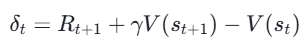 δ_t = R_{t+1} + γV(s_{t+1}) − V(s_t)